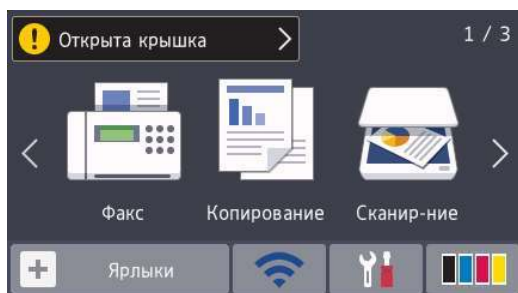 Открыта крышка
1 / 3
Факс
Копирование
Сканир-ние
Ярлыки